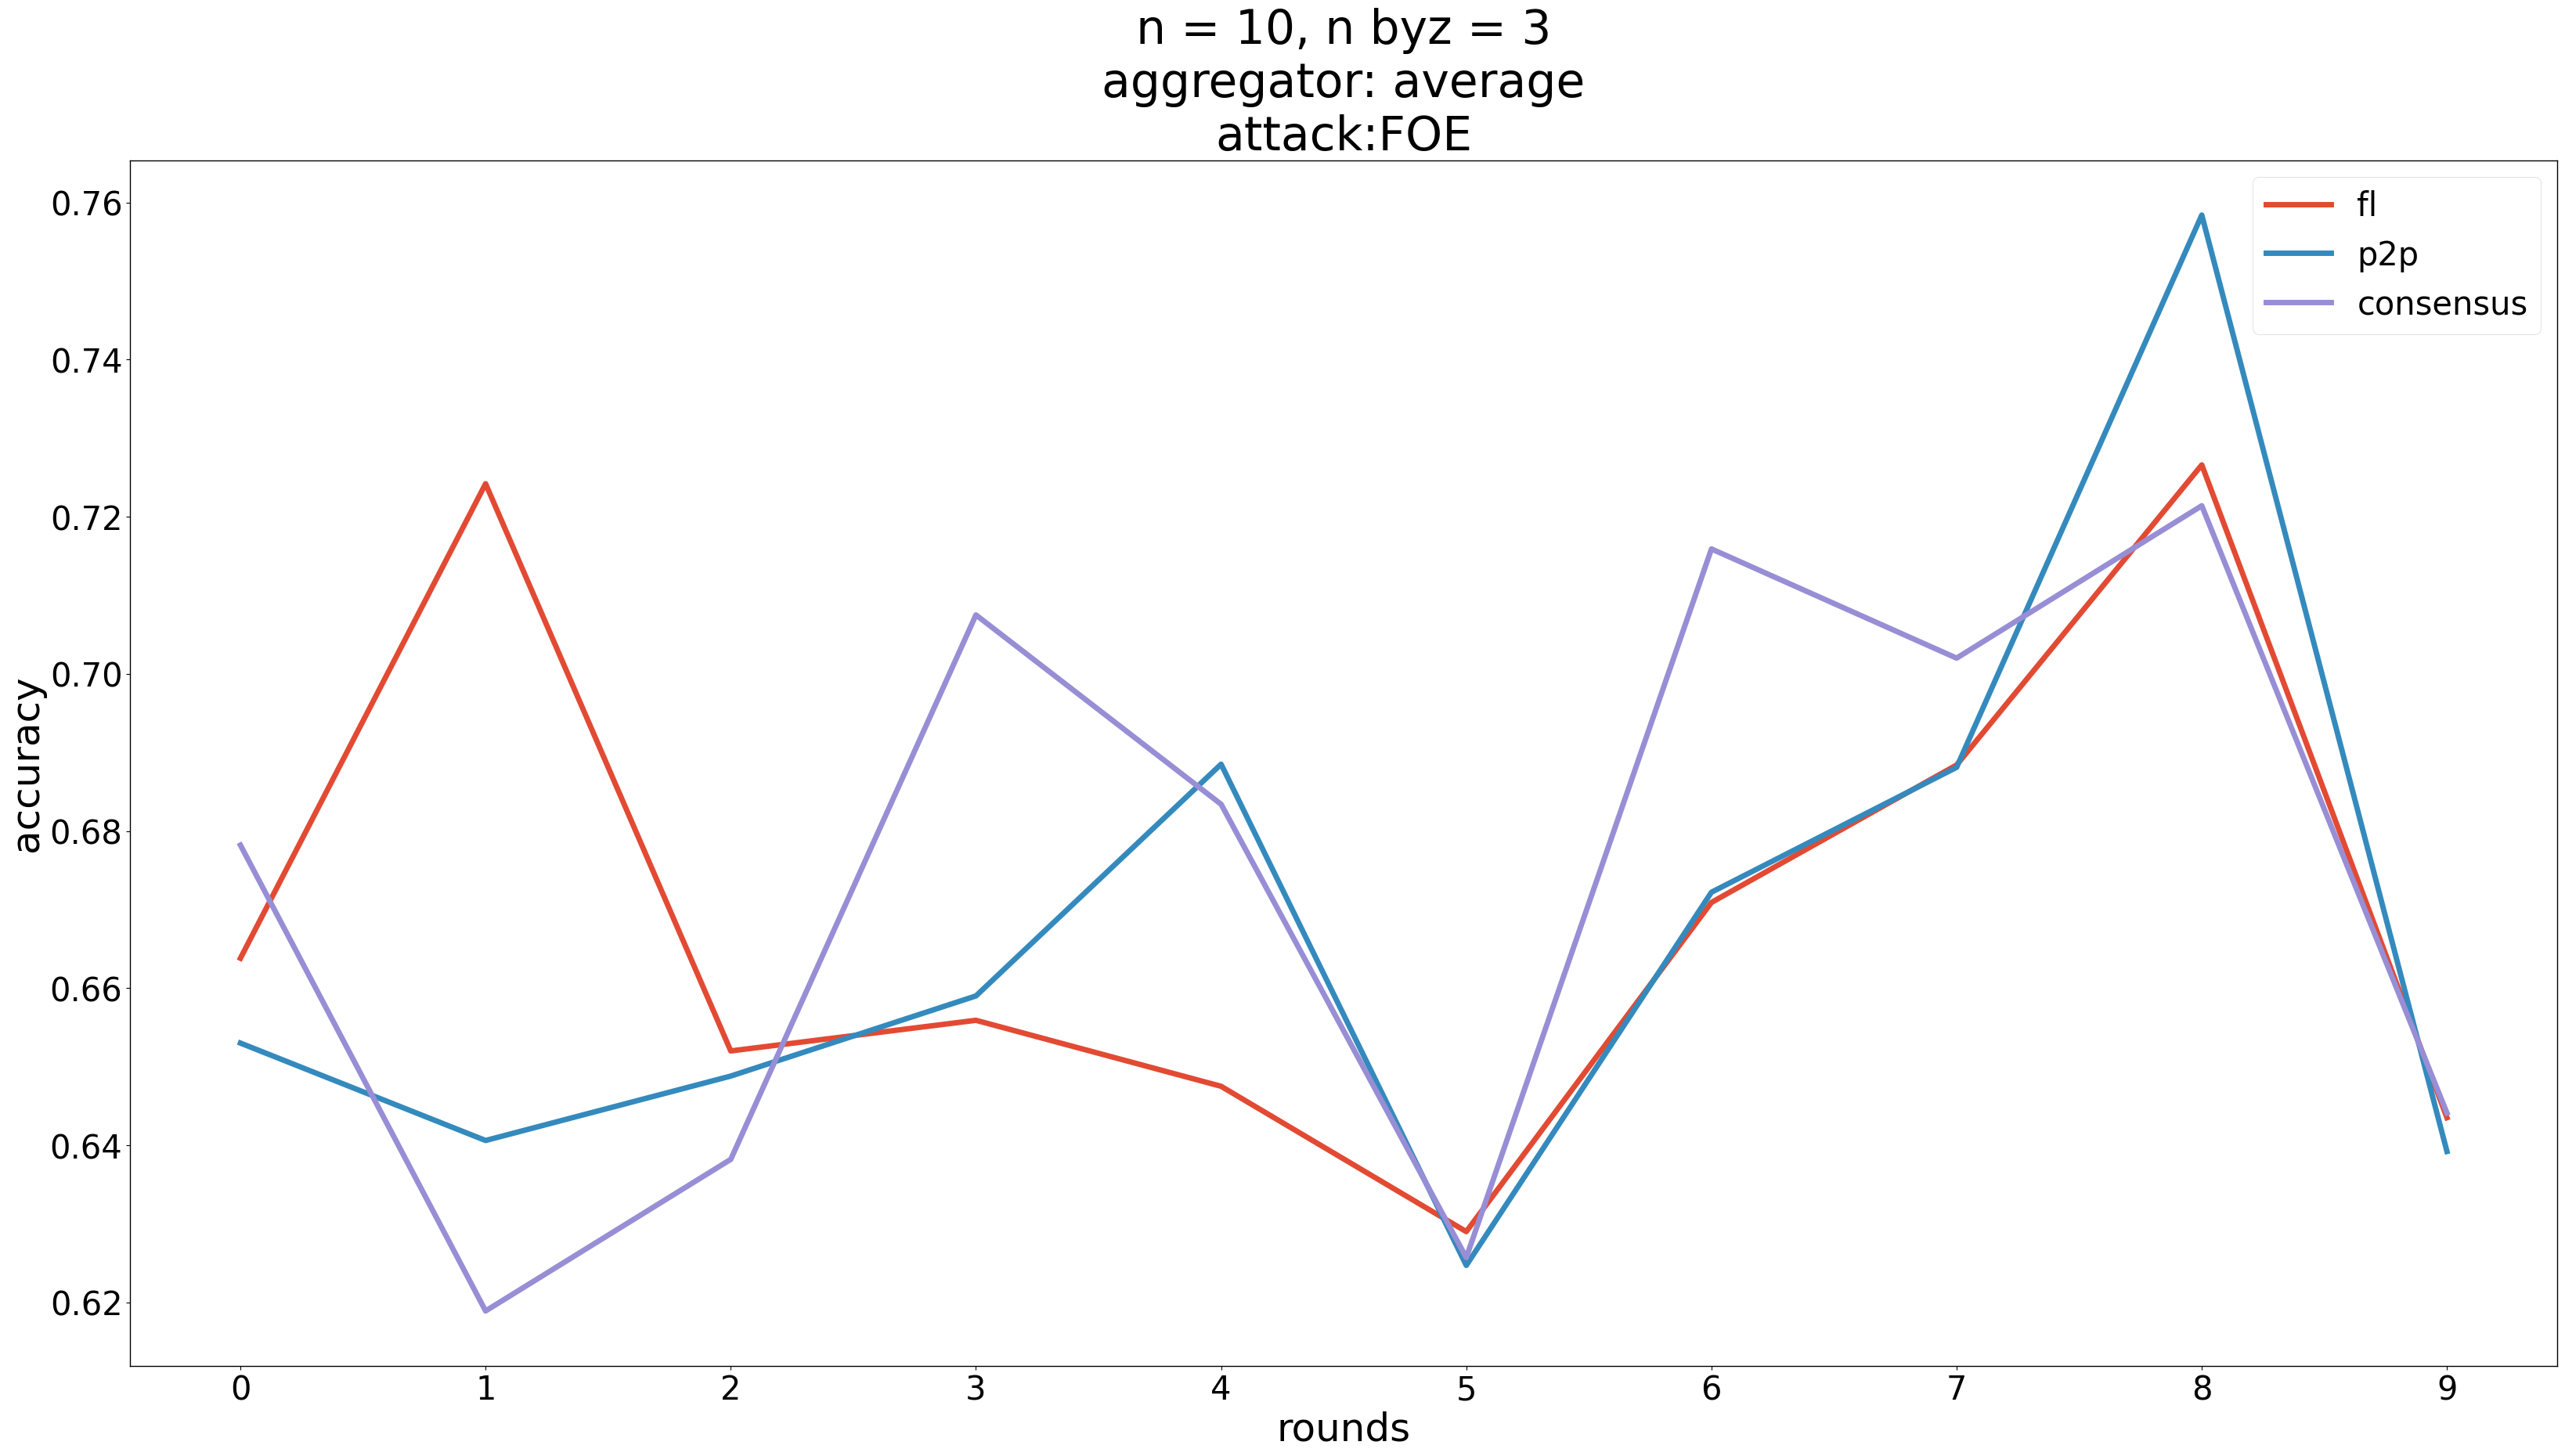 n = 10, n byz = 3
aggregator: average
attack:FOE
fl
p2p
consensus
accuracy
0.76
0.74
0.72
0.70
0.68
0.66
0.64
0.62
0 1 2 3 4 5 6 7 8 9
rounds